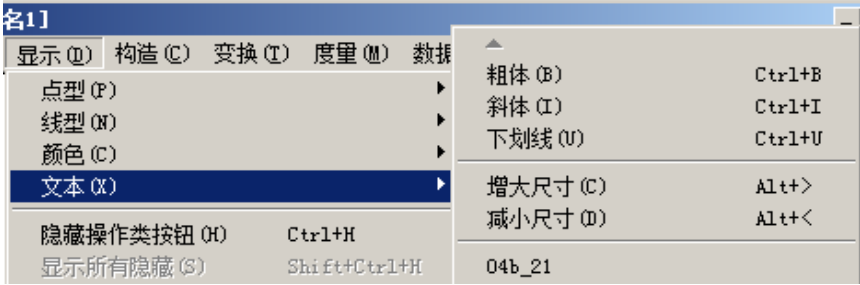 名1]
显示(D) 构造(C) 变换(T) 度量(M) 数据
点型(P)
线型(N)
颜色(C)
文本(X)
隐藏操作类按钮(H) Ctrl+H
显示所有隐藏(S) Shift+Ctrl+H
粗体(B) Ctrl+B
斜体(I) Ctrl+I
下划线(U) Ctrl+U
增大尺寸(C) Alt+>
减小尺寸(D) Alt+<
04b_21